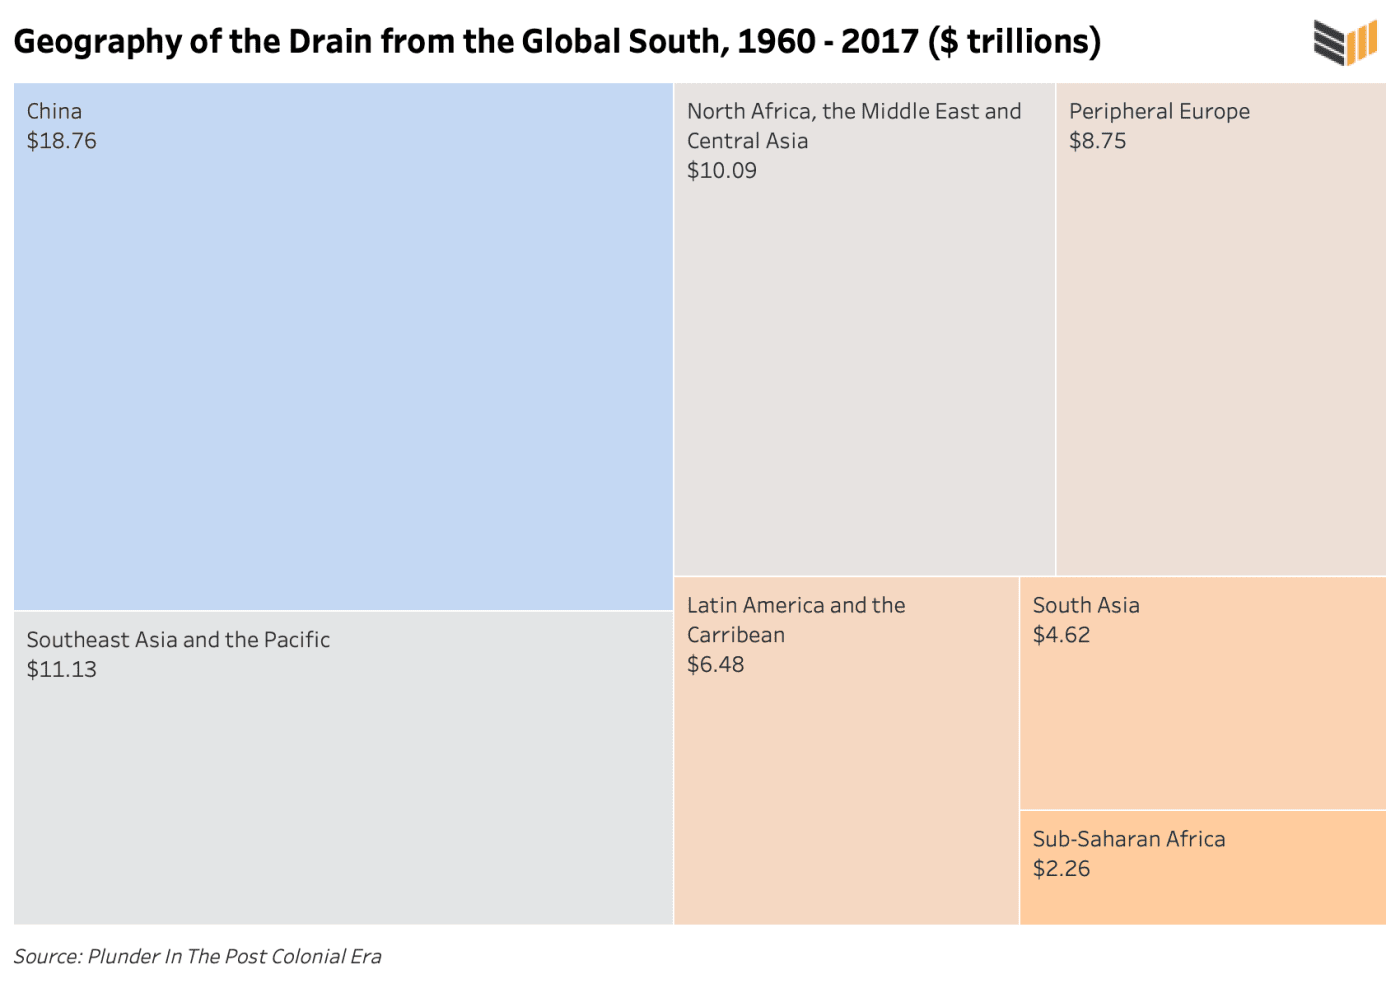 Geography of the Drain from the Global South, 1960 - 2017 ($ trillions)
China
$18.76
North Africa, the Middle East and
Central Asia
$10.09
Peripheral Europe
$8.75
Southeast Asia and the Pacific
$11.13
Latin America and the
Carribean
$6.48
South Asia
$4.62
Sub-Saharan Africa
$2.26
Source: Plunder In The Post Colonial Era